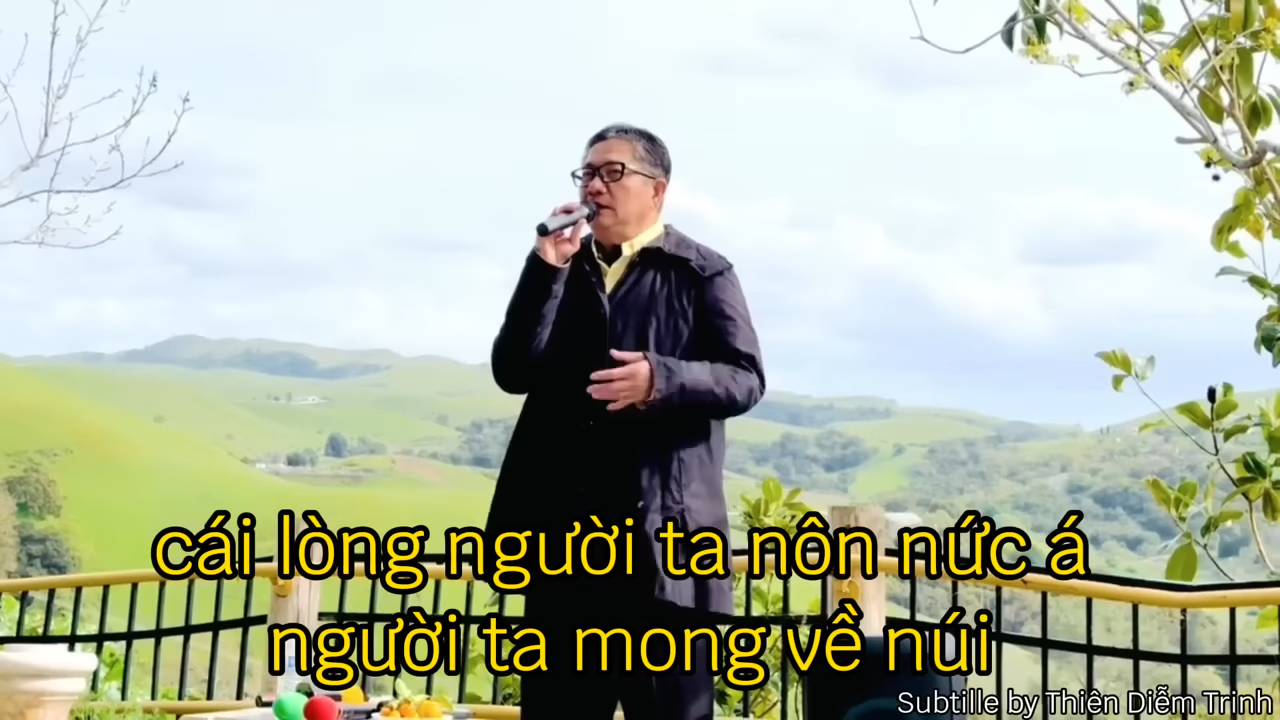 cái lòng người ta nôn nức á
người ta mong về núi
Subtille by Thiên Diễm Trinh